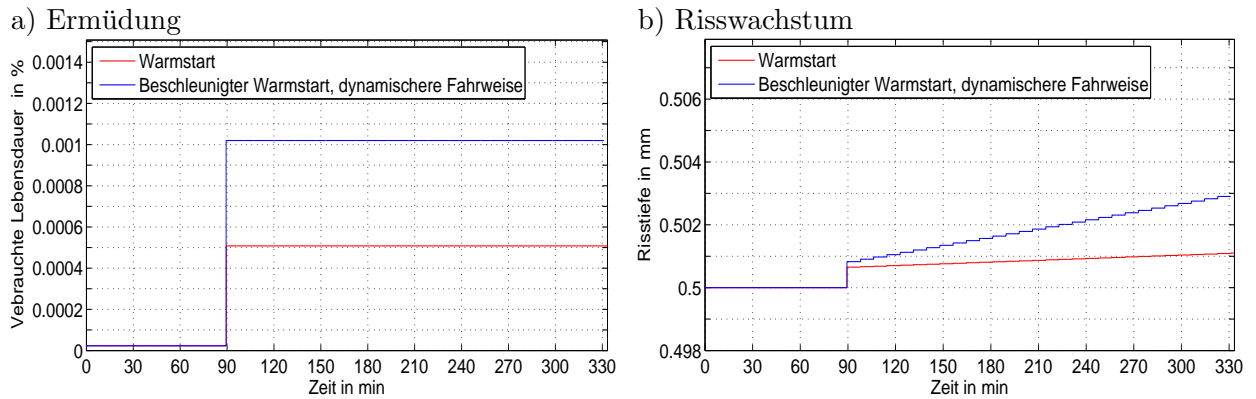 a) Ermüdung
Warmstart
Beschleunigter Warmstart, dynamischere Fahrweise
Vebrauchte Lebensdauer in %
0.0014
0.0012
0.001
0.0008
0.0006
0.0004
0.0002
0
0 30 60 90 120 150 180 210 240 270 300 330
Zeit in min
b) Risswachstum
Warmstart
Beschleunigter Warmstart, dynamischere Fahrweise
Risstiefe in mm
0.506
0.504
0.502
0.5
0.498
0 30 60 90 120 150 180 210 240 270 300 330
Zeit in min